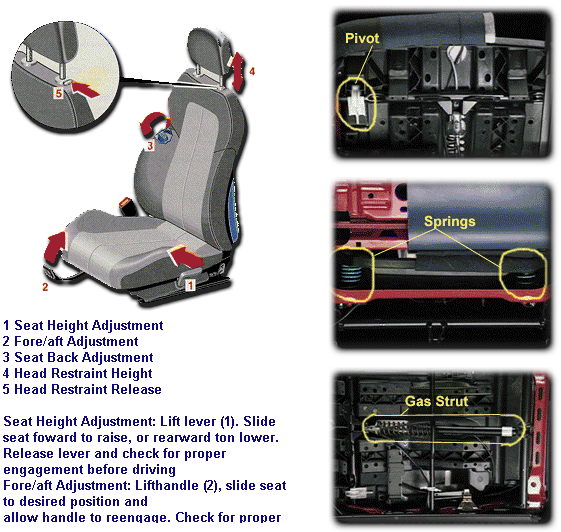 5
4
3
2
1
1 Seat Height Adjustment
2 Fore/aft Adjustment
3 Seat Back Adjustment
4 Head Restraint Height
5 Head Restraint Release
Seat Height Adjustment: Lift lever (1). Slide
seat foward to raise, or rearward ton lower.
Release lever and check for proper
engagement before driving
Fore/aft Adjustment: Lifthandle (2), slide seat
to desired position and
allow handle to reengage. Check for proper
Pivot
Springs
Gas Strut